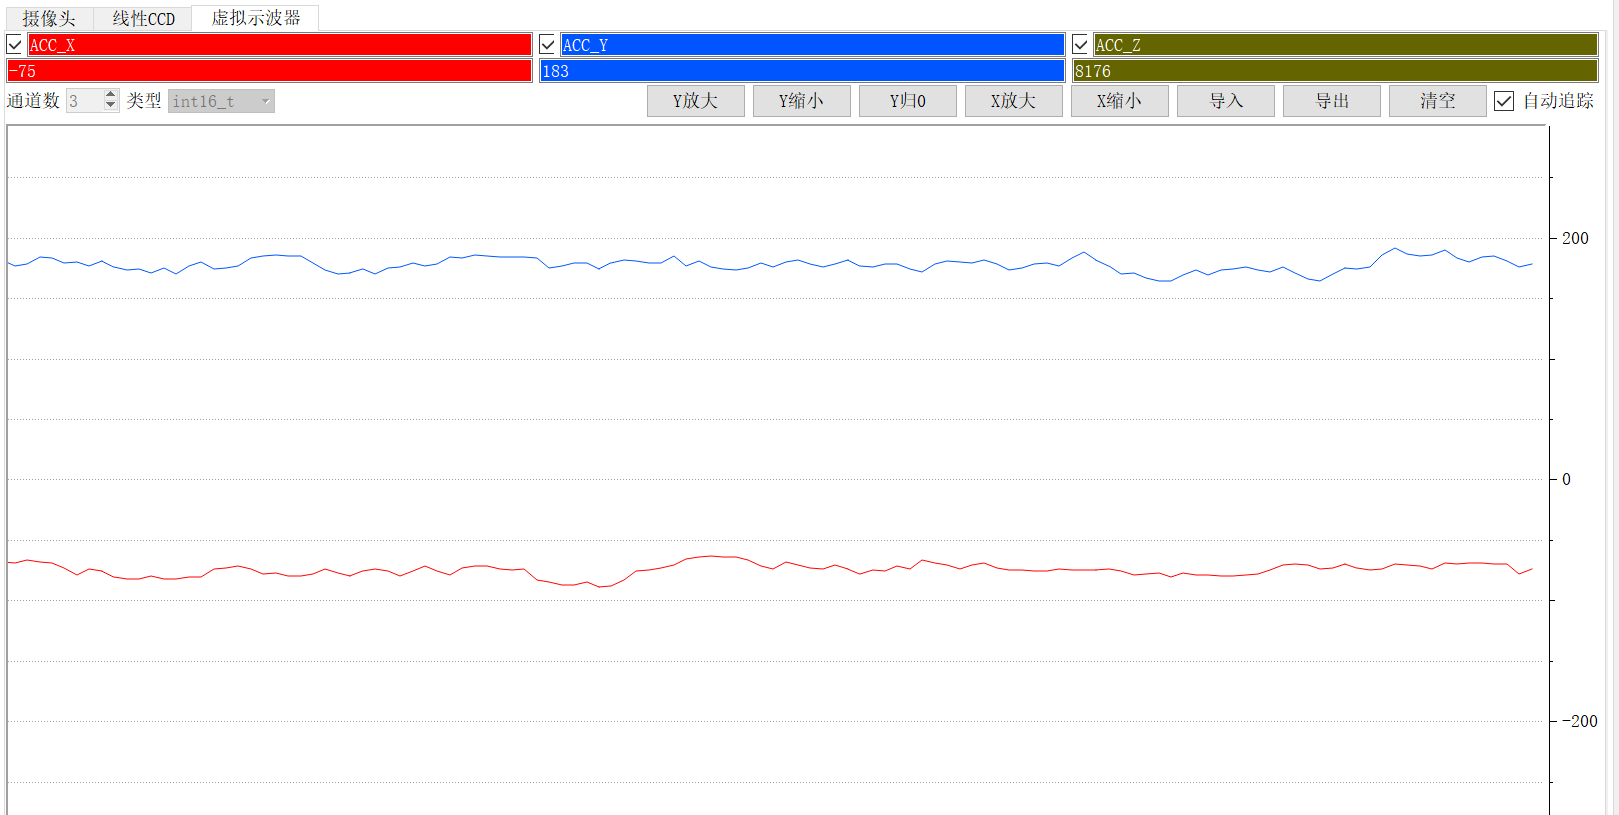 摄像头 线性CCD 虚拟示波器
ACC_X ACC_Y ACC_Z
-75 183 8176
通道数 3 类型 int16_t Y放大 Y缩小 Y归0 X放大 X缩小 导入 导出 清空 自动追踪
200
0
-200